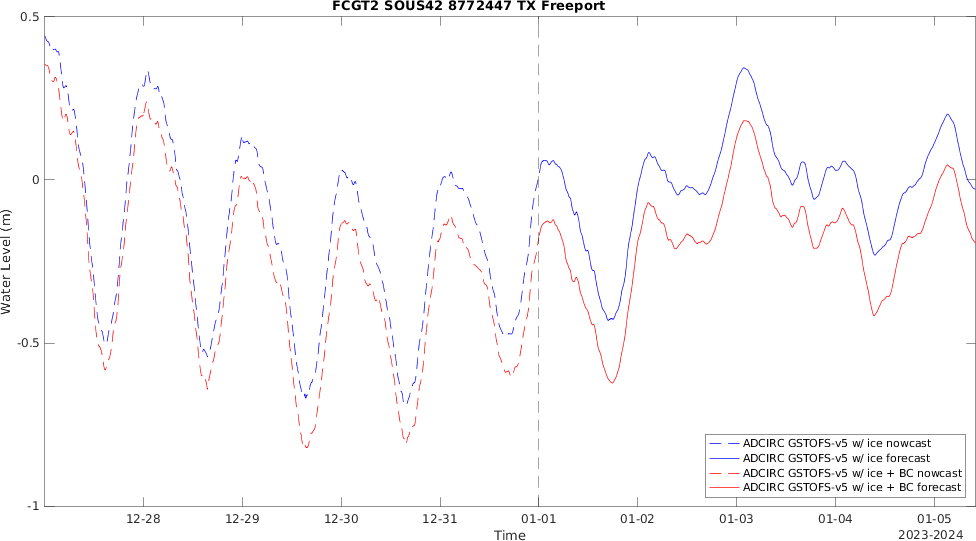 FCGT2 SOUS42 8772447 TX Freeport
0.5
0
-0.5
-1
Water Level (m)
12-28
12-29
12-30
12-31
01-01
01-02
01-03
01-04
01-05
Time
2023-2024
ADCIRC GSTOFS-v5 w/ ice nowcast
ADCIRC GSTOFS-v5 w/ ice forecast
ADCIRC GSTOFS-v5 w/ ice + BC nowcast
ADCIRC GSTOFS-v5 w/ ice + BC forecast